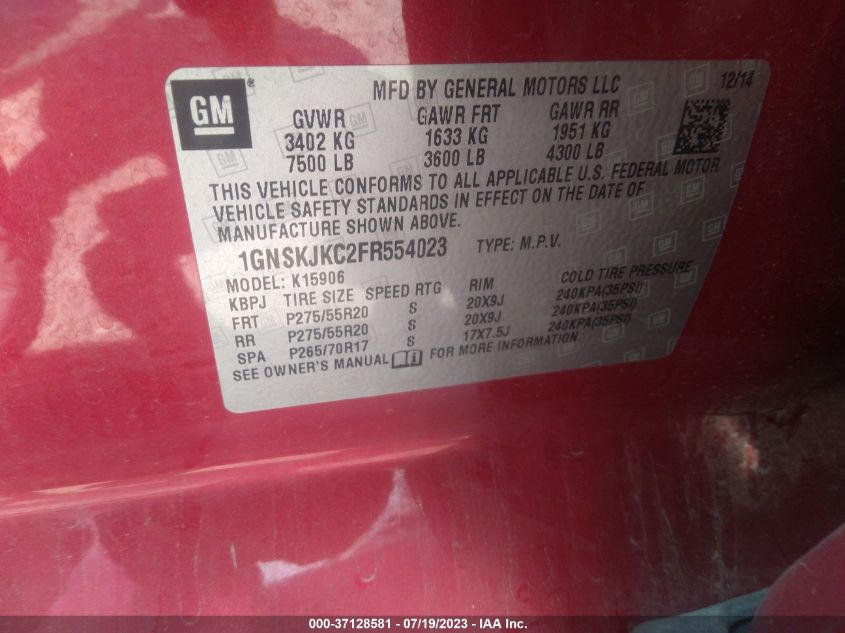 GM
MFD BY GENERAL MOTORS LLC 12/14
GVWR GAWR FRT GAWR RR
3402 KG 1633 KG 1951 KG
7500 LB 3600 LB 4300 LB
THIS VEHICLE CONFORMS TO ALL APPLICABLE U.S. FEDERAL MOTOR
VEHICLE SAFETY STANDARDS IN EFFECT ON THE DATE OF
MANUFACTURE SHOWN ABOVE.
1GNSKJKC2FR554023 TYPE: M.P.V.
MODEL: K15906
KBPJ TIRE SIZE SPEED RTG RIM COLD TIRE PRESSURE
FRT P275/55R20 S 20X9J 240KPA(35PSI)
RR P275/55R20 S 20X9J 240KPA(35PSI)
SPA P265/70R17 S 17X7.5J 240KPA(35PSI)
SEE OWNER'S MANUAL i FOR MORE INFORMATION.
000-37128581 / 07/19/2023 - IAA Inc.